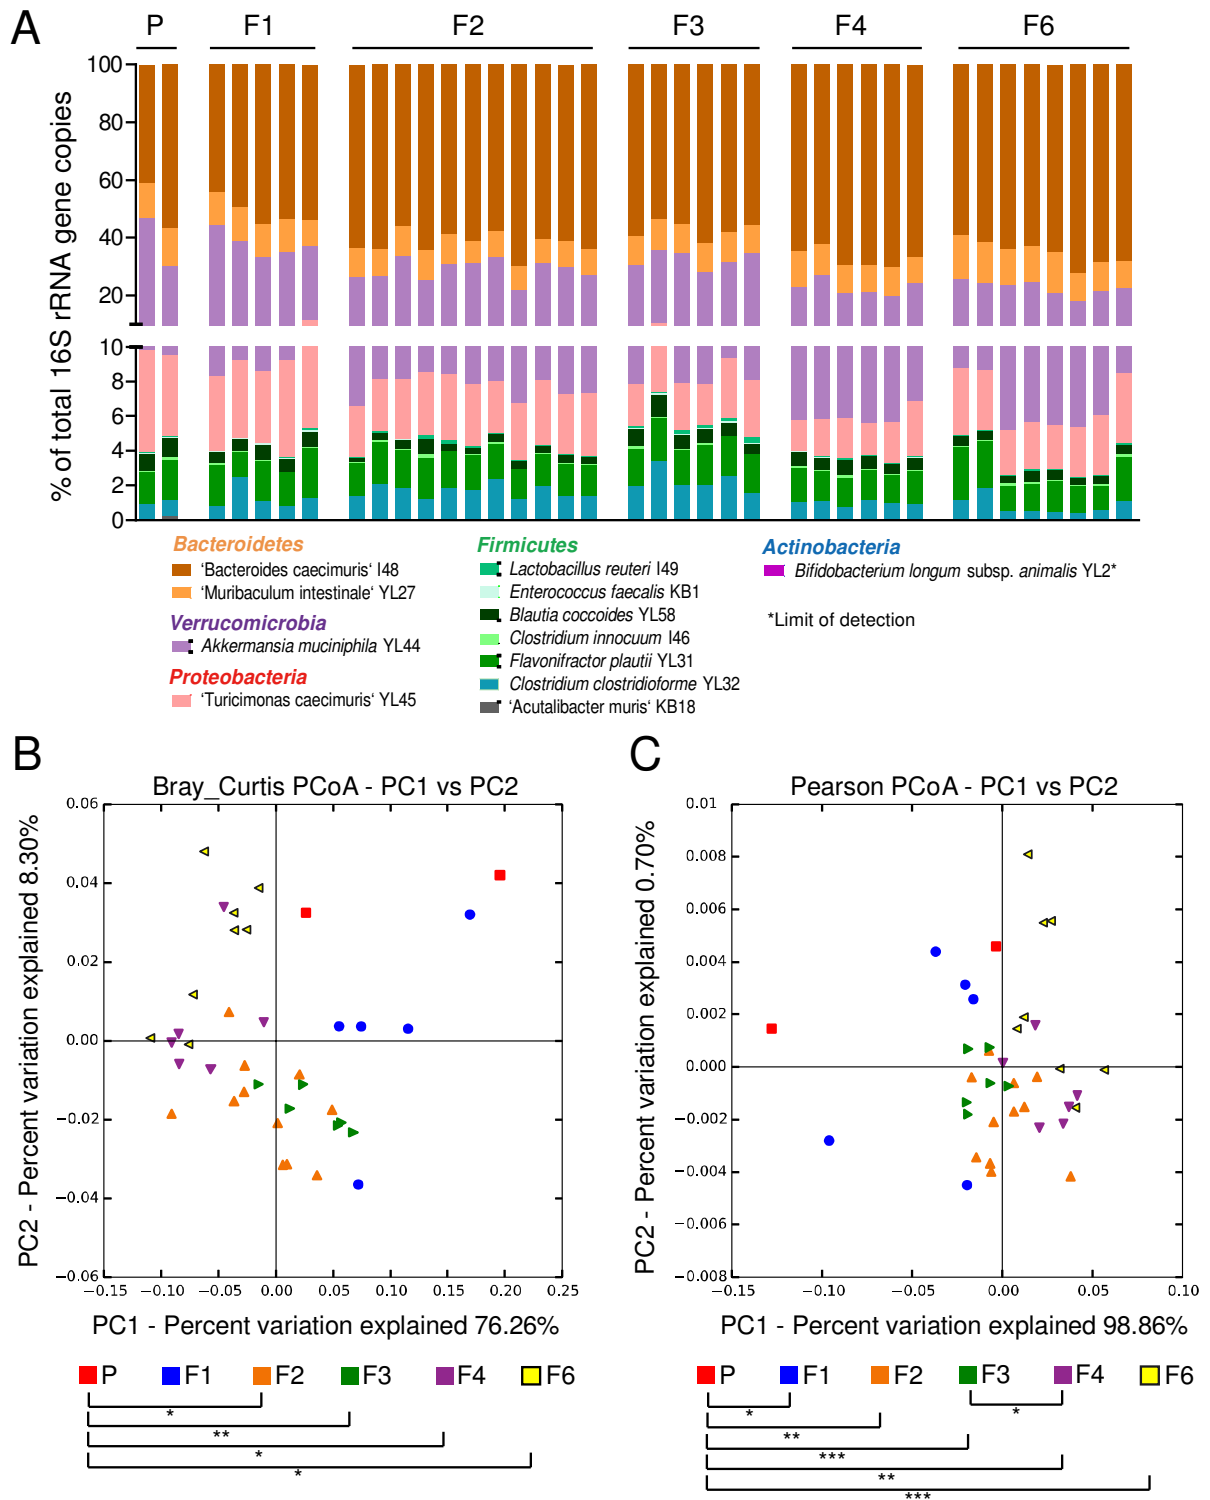 A
P F1 F2 F3 F4 F6
% of total 16S rRNA gene copies
100
80
60
40
20
10
8
6
4
2
0
Bacteroidetes
‘Bacteroides caecimuris‘ I48
‘Muribaculum intestinale‘ YL27
Verrucomicrobia
Akkermansia muciniphila YL44
Proteobacteria
‘Turicimonas caecimuris‘ YL45
Firmicutes
Lactobacillus reuteri I49
Enterococcus faecalis KB1
Blautia coccoides YL58
Clostridium innocuum I46
Flavonifractor plautii YL31
Clostridium clostridioforme YL32
‘Acutalibacter muris‘ KB18
Actinobacteria
Bifidobacterium longum subsp. animalis YL2*
*Limit of detection
B
Bray_Curtis PCoA - PC1 vs PC2
PC2 - Percent variation explained 8.30%
0.06
0.04
0.02
0.00
−0.02
−0.04
−0.06
−0.15 −0.10 −0.05 0.00 0.05 0.10 0.15 0.20 0.25
PC1 - Percent variation explained 76.26%
P F1 F2 F3 F4 F6
*
**
*
*
C
Pearson PCoA - PC1 vs PC2
PC2 - Percent variation explained 0.70%
0.01
0.008
0.006
0.004
0.002
0.000
−0.002
−0.004
−0.006
−0.008
−0.15 −0.10 −0.05 0.00 0.05 0.10
PC1 - Percent variation explained 98.86%
P F1 F2 F3 F4 F6
* *
**
***
**
***